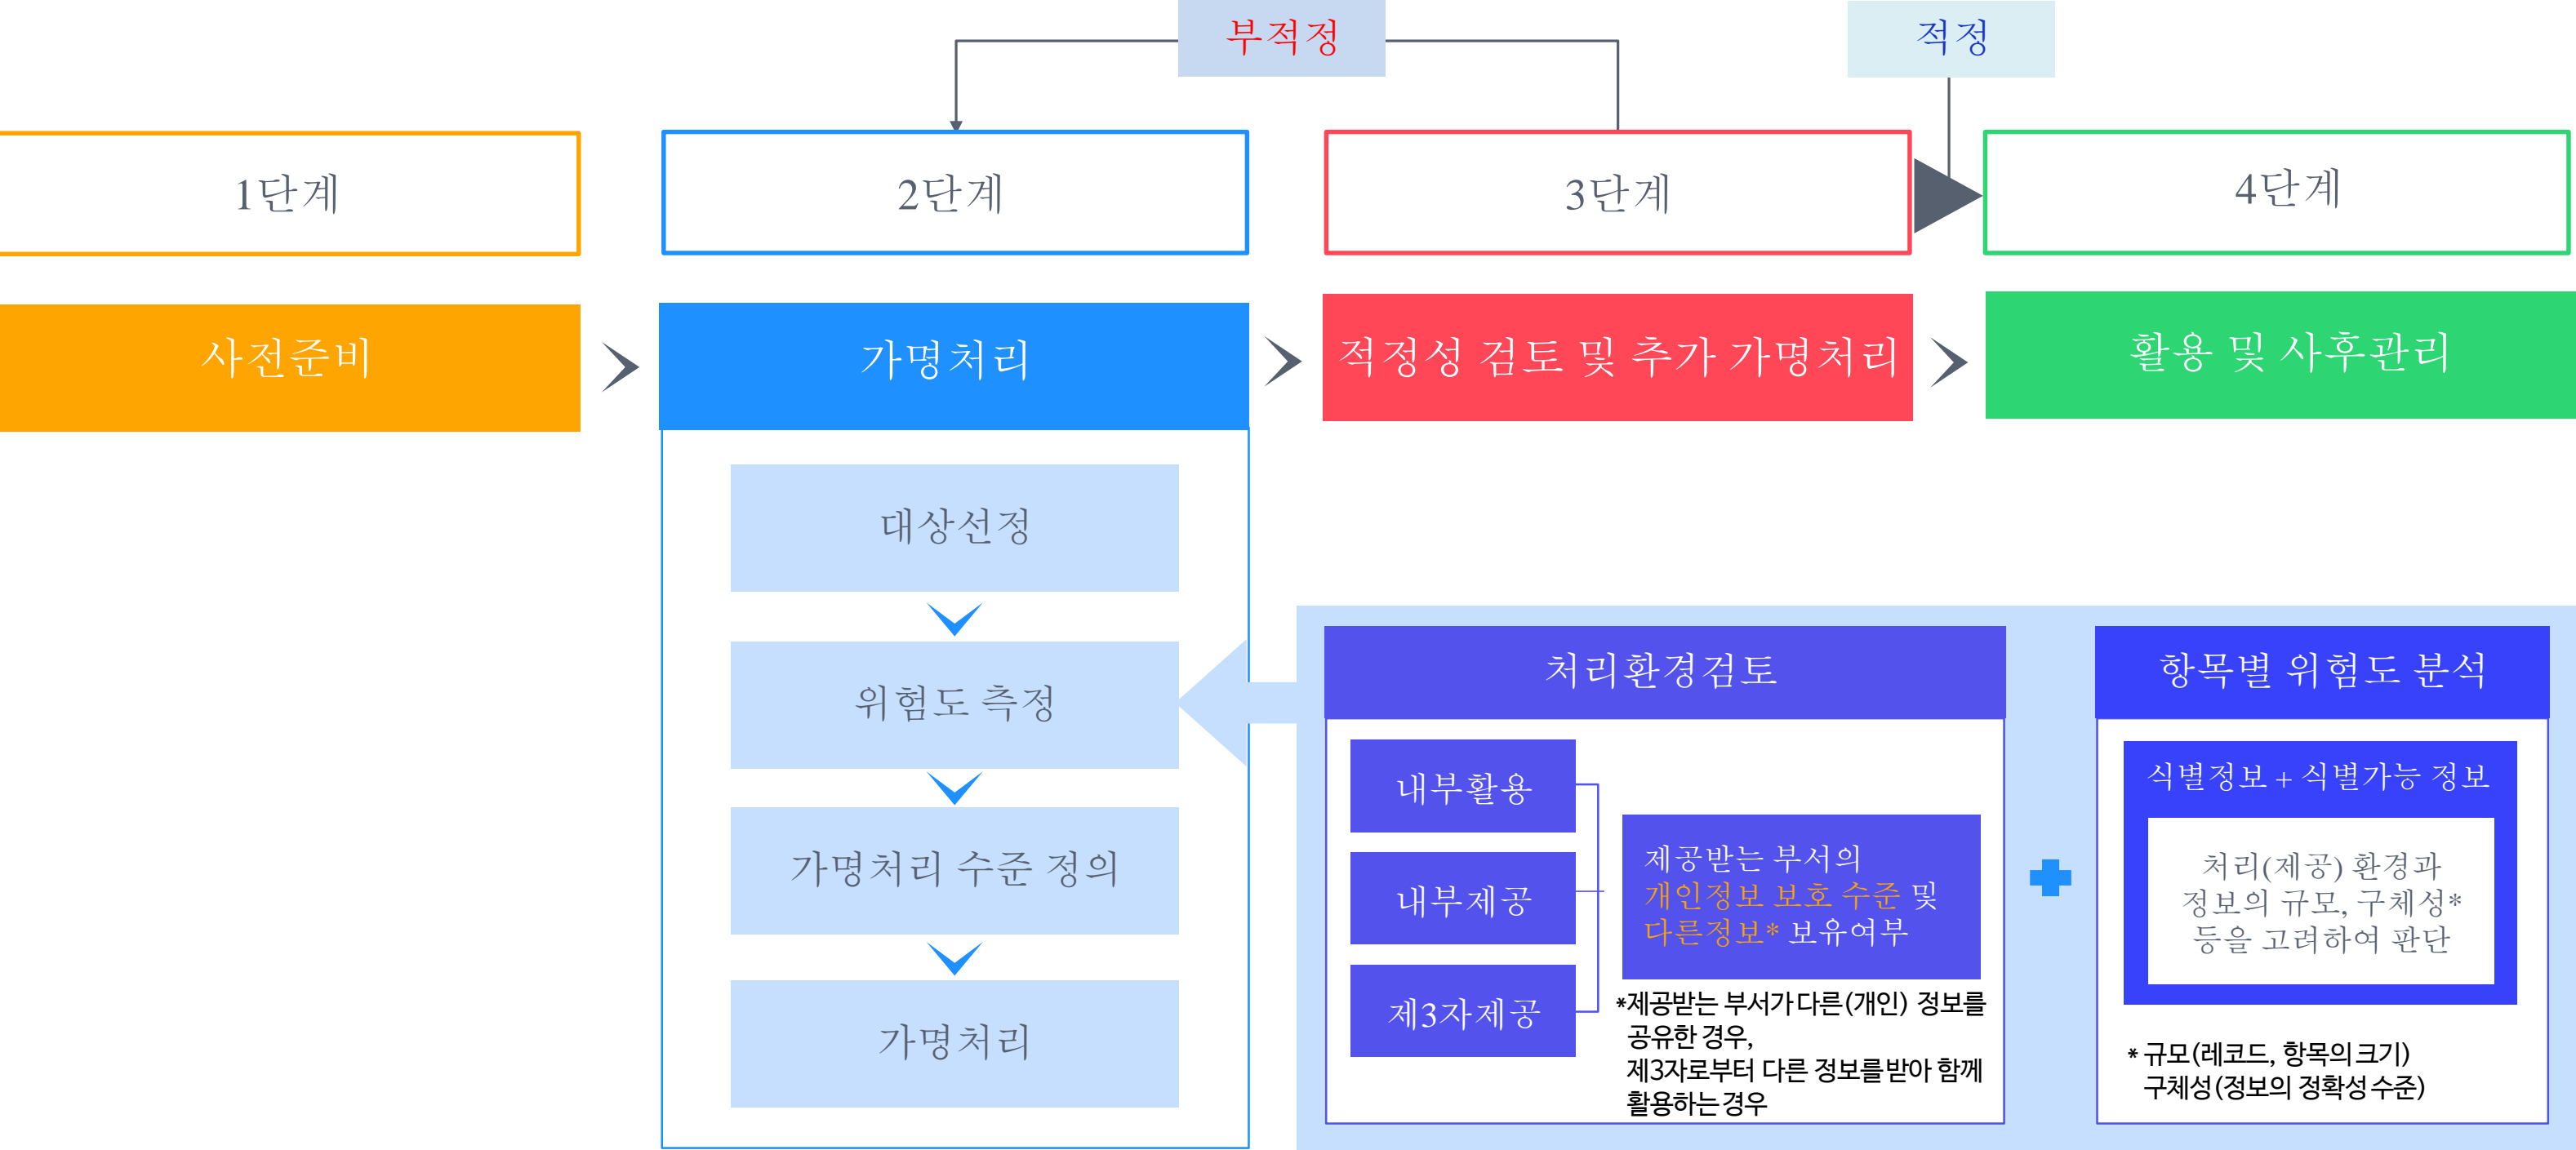 부적정
적정
1단계
2단계
3단계
4단계
사전준비
가명처리
적정성 검토 및 추가 가명처리
활용 및 사후관리
대상선정
위험도 측정
가명처리 수준 정의
가명처리
처리환경검토
내부활용
내부제공
제3자제공
제공받는 부서의
개인정보 보호 수준 및
다른정보* 보유여부
*제공받는 부서가 다른(개인) 정보를
공유한 경우,
제3자로부터 다른 정보를 받아 함께
활용하는 경우
항목별 위험도 분석
식별정보 + 식별가능 정보
처리(제공) 환경과
정보의 규모, 구체성*
등을 고려하여 판단
* 규모(레코드, 항목의 크기)
구체성(정보의 정확성 수준)